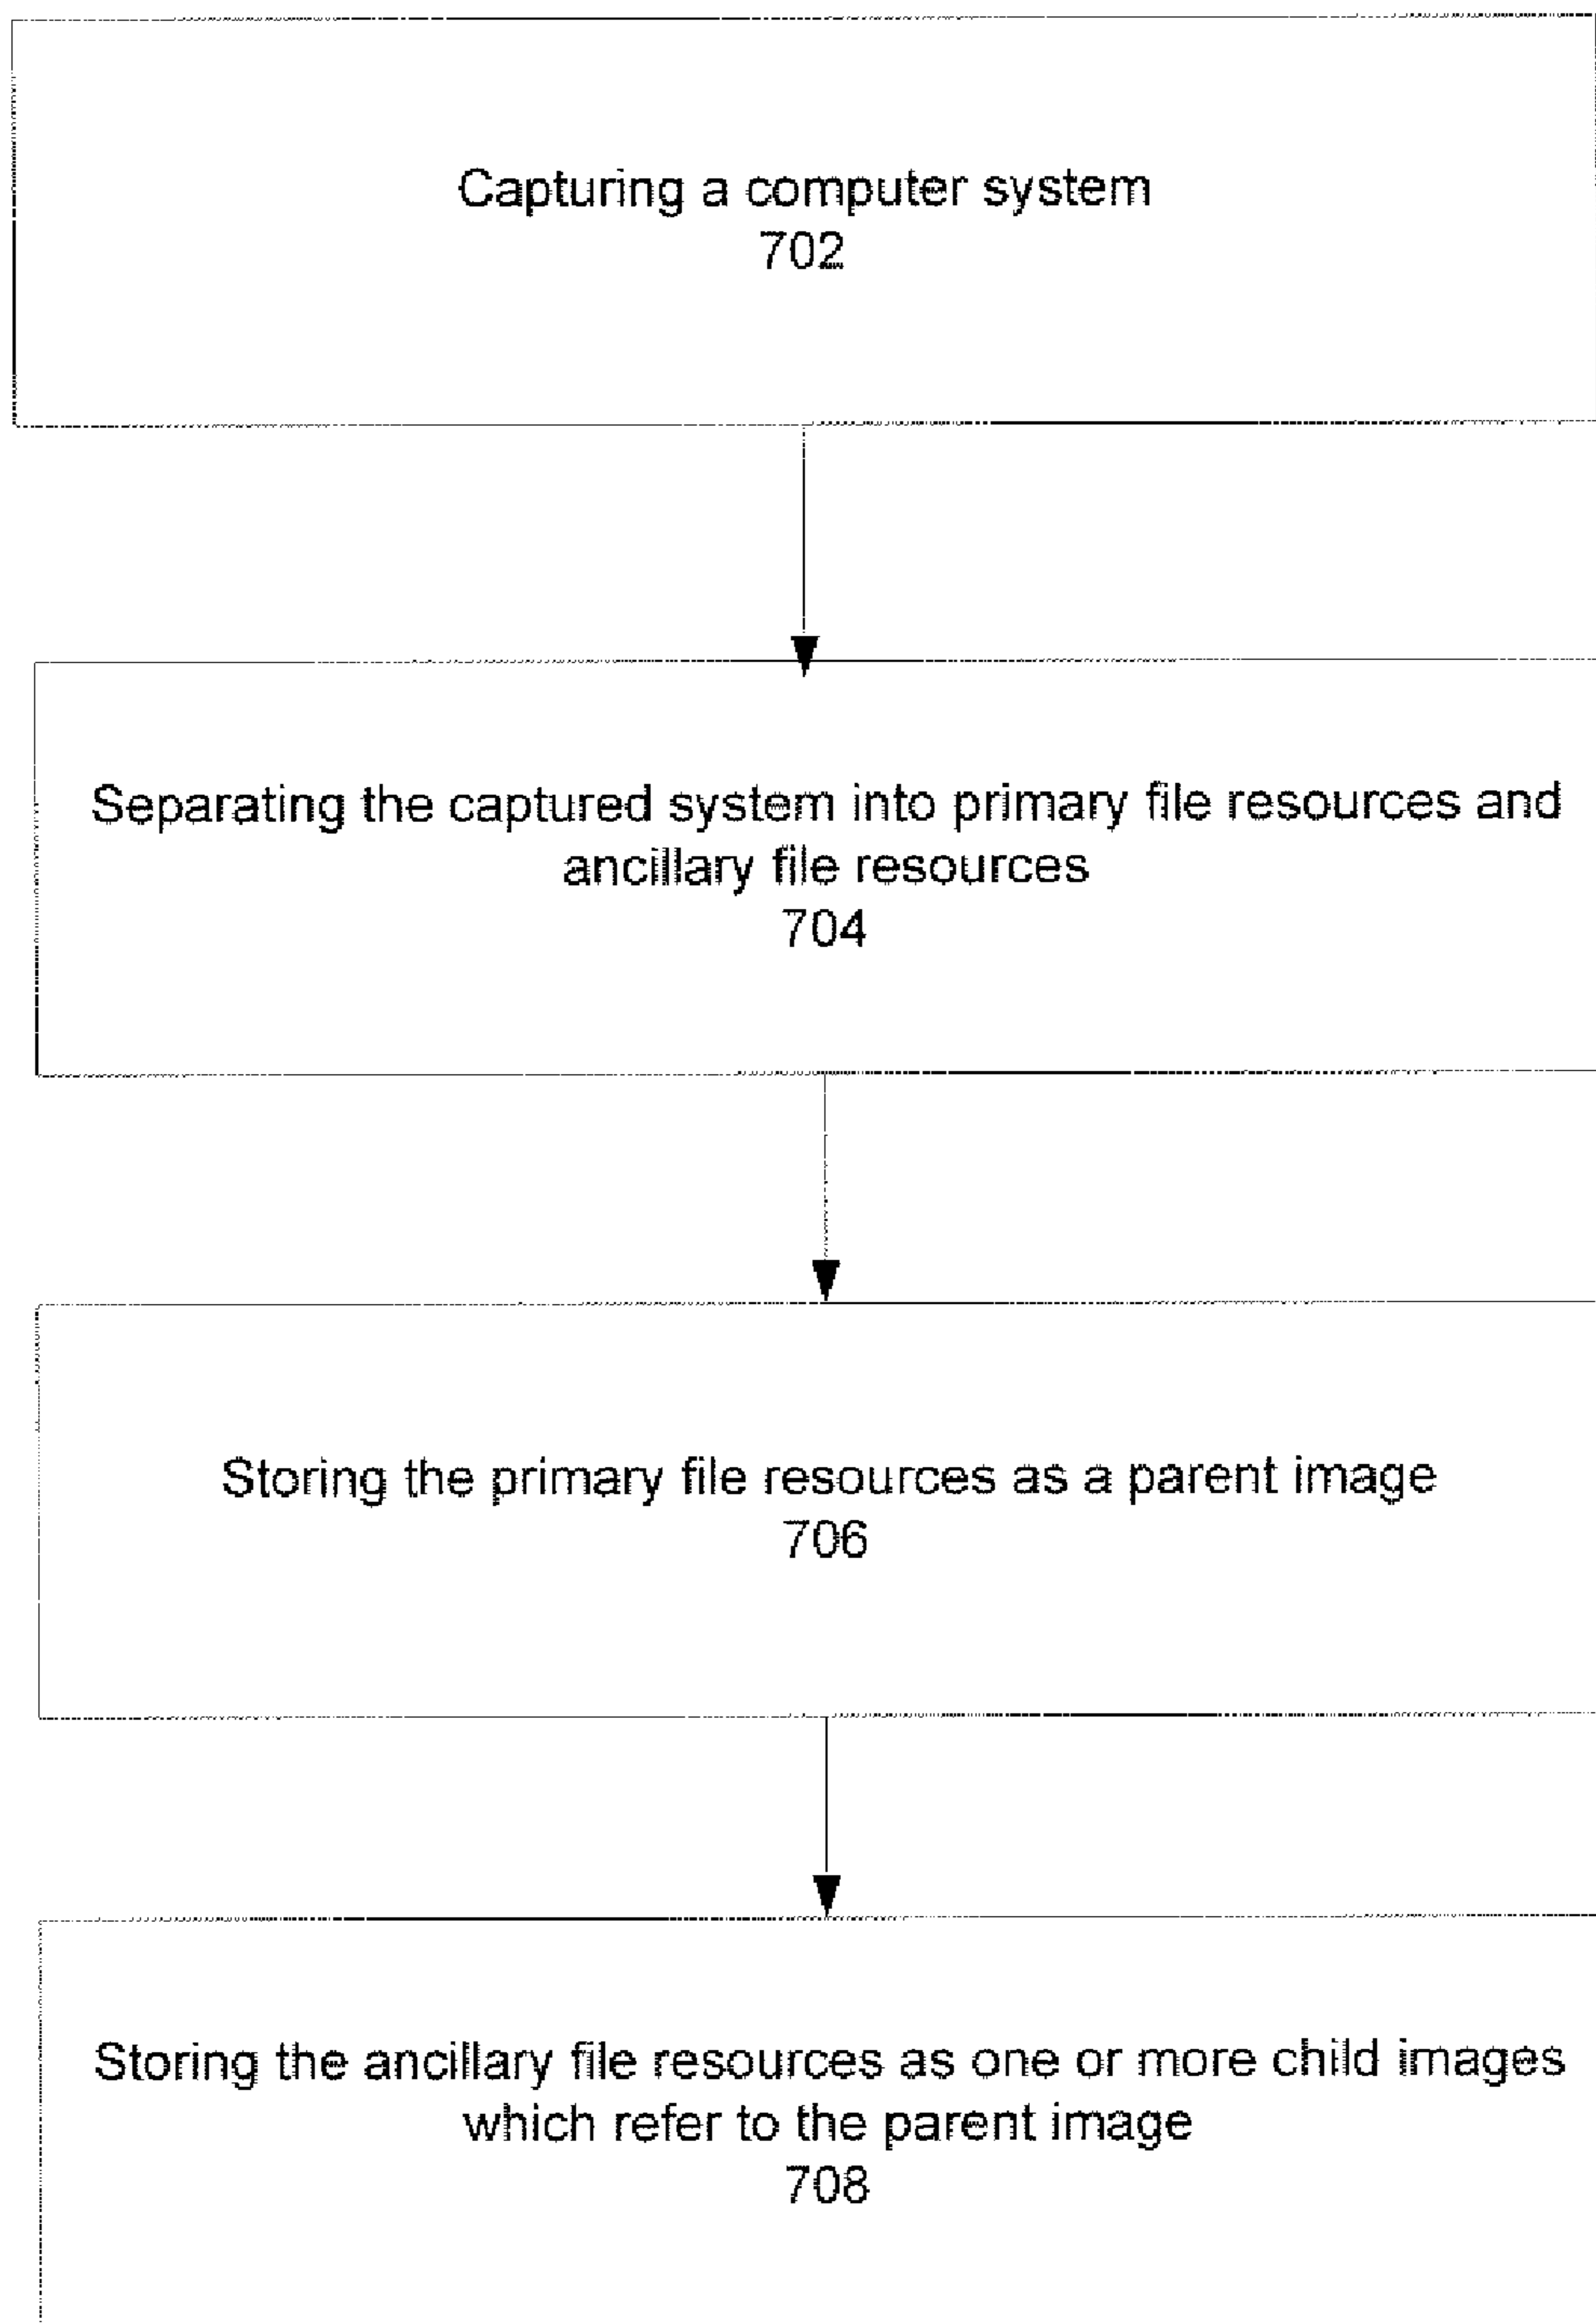 Capturing a computer system
702
Separating the captured system into primary file resources and
ancillary file resources
704
Storing the primary file resources as a parent image
706
Storing the ancillary file resources as one or more child images
which refer to the parent image
708